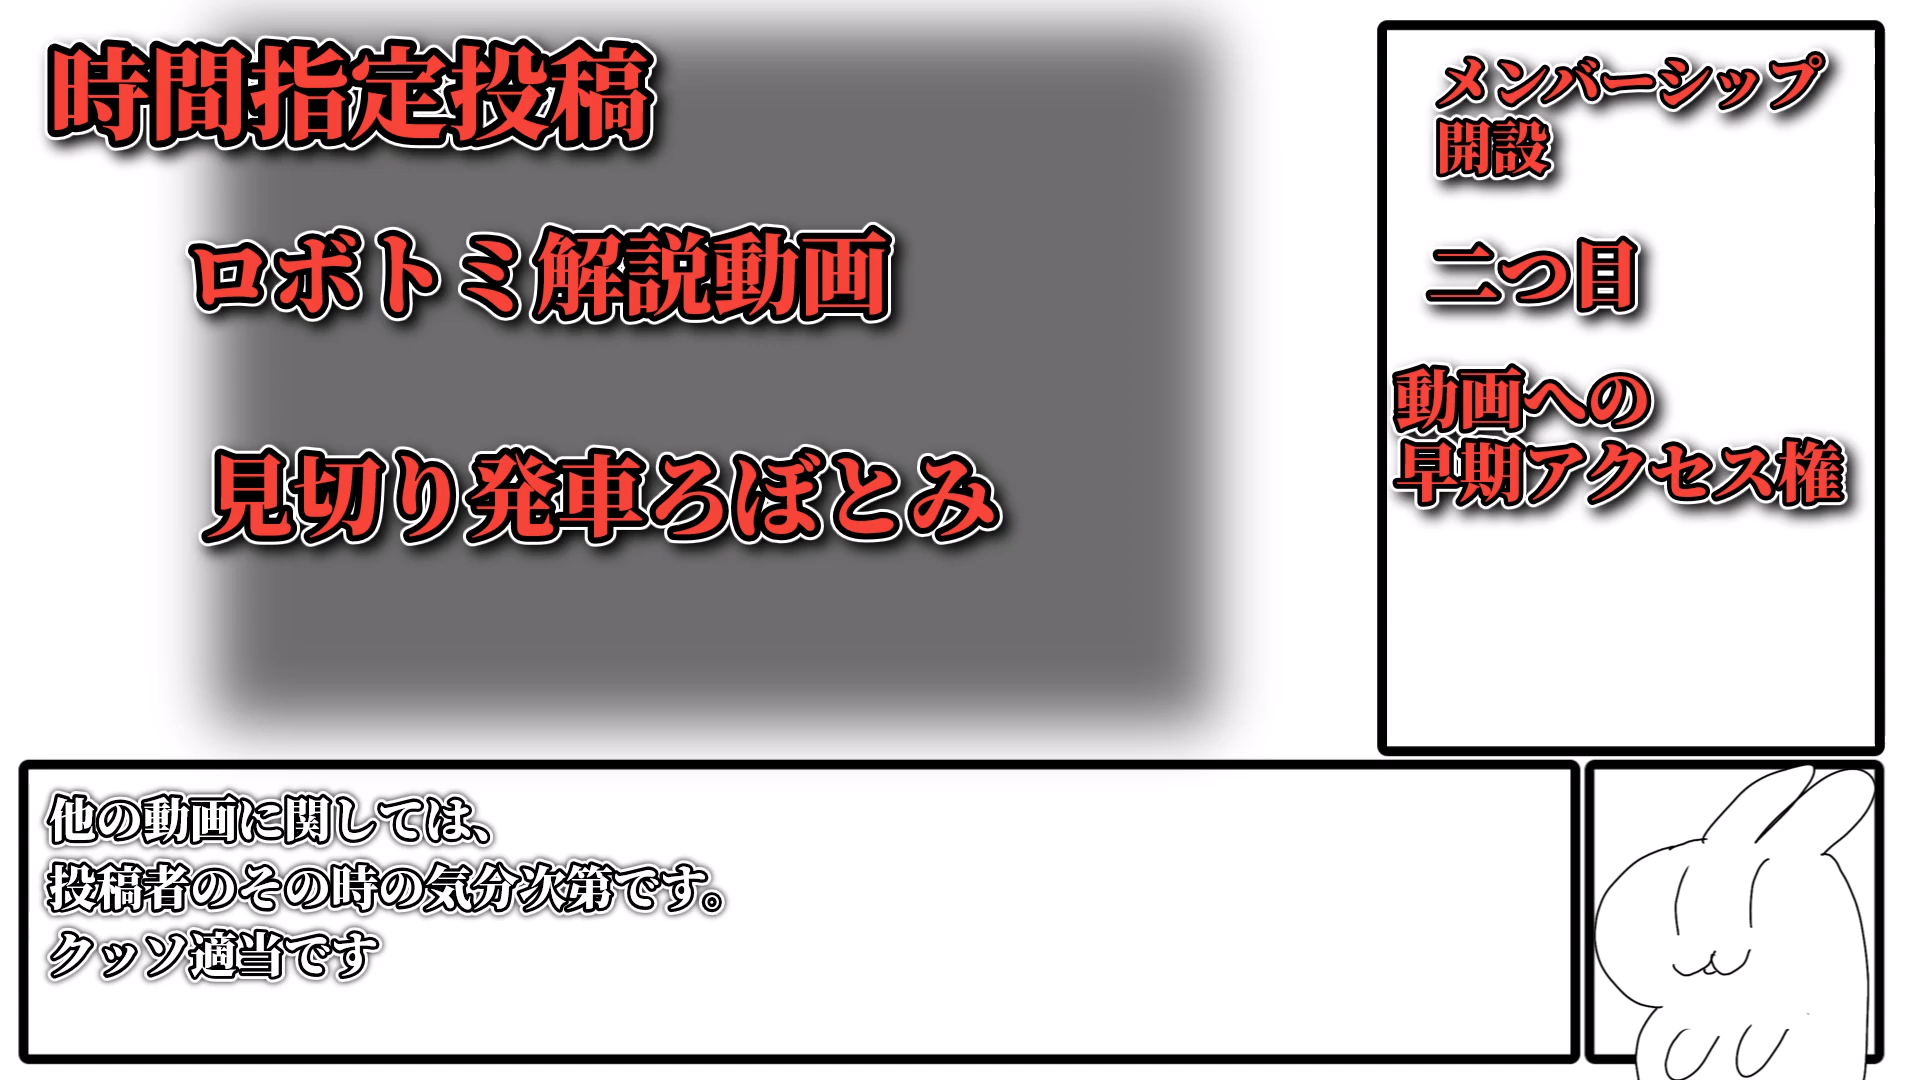 時間指定投稿
ロボトミ解説動画
見切り発車ろぼとみ
メンバーシップ
開設
二つ目
動画への
早期アクセス権
他の動画に関しては、
投稿者のその時の気分次第です。
クッソ適当です